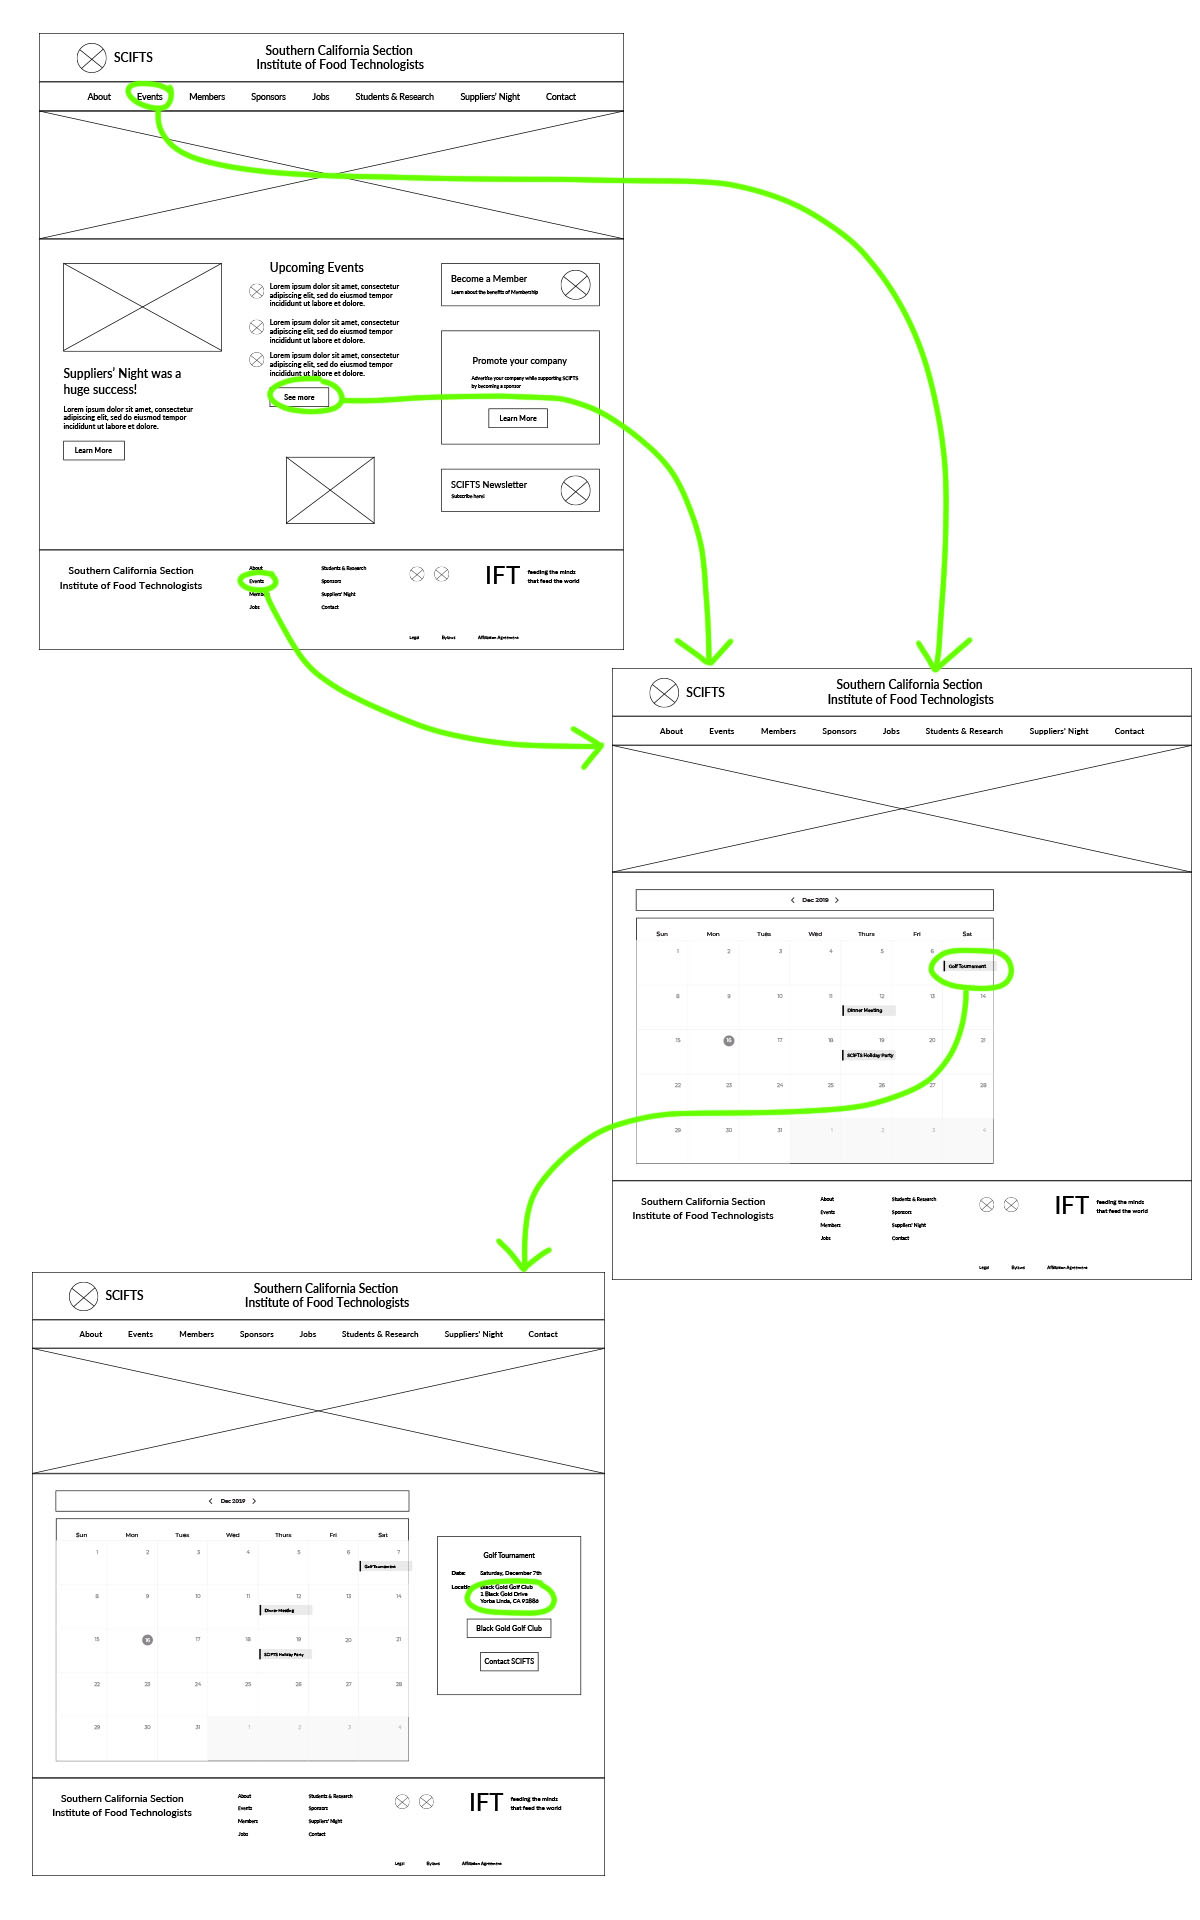 SCIFTS
Southern California Section
Institute of Food Technologists
About Events Members Sponsors Jobs Students & Research Suppliers' Night Contact
Suppliers' Night was a
huge success!
Lorem ipsum dolor sit amet, consectetur
adipiscing elit, sed do eiusmod tempor
incididunt ut labore et dolore.
Learn More
Upcoming Events
Lorem ipsum dolor sit amet, consectetur
adipiscing elit, sed do eiusmod tempor
incididunt ut labore et dolore.
Lorem ipsum dolor sit amet, consectetur
adipiscing elit, sed do eiusmod tempor
incididunt ut labore et dolore.
Lorem ipsum dolor sit amet, consectetur
adipiscing elit, sed do eiusmod tempor
incididunt ut labore et dolore.
See more
Become a Member
Learn about the benefits of Membership
Promote your company
Advertise your company while supporting SCIFTS
by becoming a sponsor
Learn More
SCIFTS Newsletter
Subscribe here!
Southern California Section
Institute of Food Technologists
About
Events
Jobs
Students & Research
Sponsors
Suppliers' Night
Contact
IFT
feeding the minds
that feed the world
Legal Bylaws Affiliation Agreement
SCIFTS
Southern California Section
Institute of Food Technologists
About Events Members Sponsors Jobs Students & Research Suppliers' Night Contact
< Dec 2019 >
Sun Mon Tues Wed Thurs Fri Sat
1 2 3 4 5 6
Golf Tournament
8 9 10 11 12 13 14
Dinner Meeting
15 16 17 18 19 20 21
SCIFTS Holiday Party
22 23 24 25 26 27 28
29 30 31 1 2 3 4
Southern California Section
Institute of Food Technologists
About
Events
Members
Jobs
Students & Research
Sponsors
Suppliers' Night
Contact
IFT
feeding the minds
that feed the world
Legal Bylaws Affiliation Agreement
SCIFTS
Southern California Section
Institute of Food Technologists
About Events Members Sponsors Jobs Students & Research Suppliers' Night Contact
< Dec 2019 >
Sun Mon Tues Wed Thurs Fri Sat
1 2 3 4 5 6 7
Golf Tournament
8 9 10 11 12 13 14
Dinner Meeting
15 16 17 18 19 20 21
SCIFTS Holiday Party
22 23 24 25 26 27 28
29 30 31 1 2 3 4
Golf Tournament
Date: Saturday, December 7th
Black Gold Golf Club
1 Black Gold Drive
Yorba Linda, CA 92886
Black Gold Golf Club
Contact SCIFTS
Southern California Section
Institute of Food Technologists
About
Events
Members
Jobs
Students & Research
Sponsors
Suppliers' Night
Contact
IFT
feeding the minds
that feed the world
Legal Bylaws Affiliation Agreement